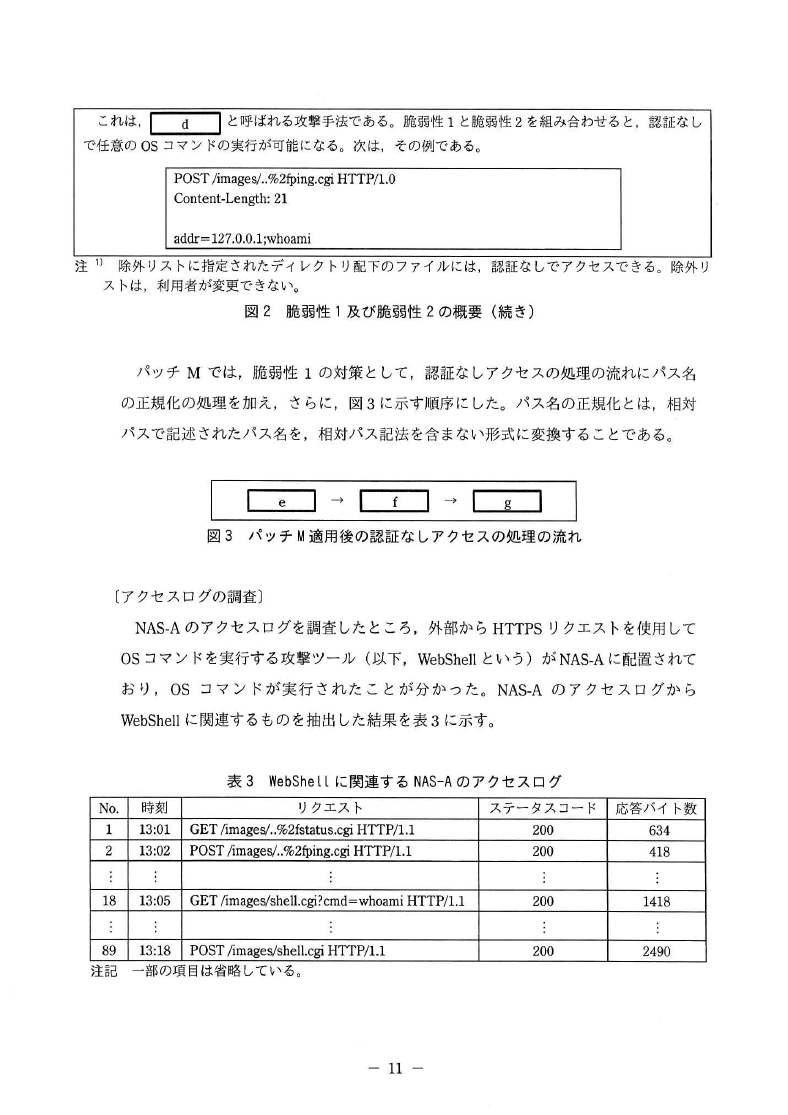 これは， d と呼ばれる攻撃手法である。脆弱性 1 と脆弱性 2 を組み合わせると，認証なし
で任意の OS コマンドの実行が可能になる。次は，その例である。
POST /images/..%2fping.cgi HTTP/1.0
Content-Length: 21
addr=127.0.0.1;whoami
注 1) 除外リストに指定されたディレクトリ配下のファイルには，認証なしでアクセスできる。除外リ
ストは，利用者が変更できない。
図 2 脆弱性 1 及び脆弱性 2 の概要（続き）
パッチ M では，脆弱性 1 の対策として，認証なしアクセスの処理の流れにパス名
の正規化の処理を加え，さらに，図 3 に示す順序にした。パス名の正規化とは，相対
パスで記述されたパス名を，相対パス記法を含まない形式に変換することである。
e → f → g
図 3 パッチ M 適用後の認証なしアクセスの処理の流れ
〔アクセスログの調査〕
NAS-A のアクセスログを調査したところ，外部から HTTPS リクエストを使用して
OS コマンドを実行する攻撃ツール（以下，WebShell という）が NAS-A に配置されて
おり，OS コマンドが実行されたことが分かった。NAS-A のアクセスログから
WebShell に関連するものを抽出した結果を表 3 に示す。
表 3 WebShell に関連する NAS-A のアクセスログ
No. 時刻 リクエスト ステータスコード 応答バイト数
1 13:01 GET /images/..%2fstatus.cgi HTTP/1.1 200 634
2 13:02 POST /images/..%2fping.cgi HTTP/1.1 200 418
⋮ ⋮ ⋮ ⋮ ⋮
18 13:05 GET /images/shell.cgi?cmd=whoami HTTP/1.1 200 1418
⋮ ⋮ ⋮ ⋮ ⋮
89 13:18 POST /images/shell.cgi HTTP/1.1 200 2490
注記 一部の項目は省略している。
－ 11 －